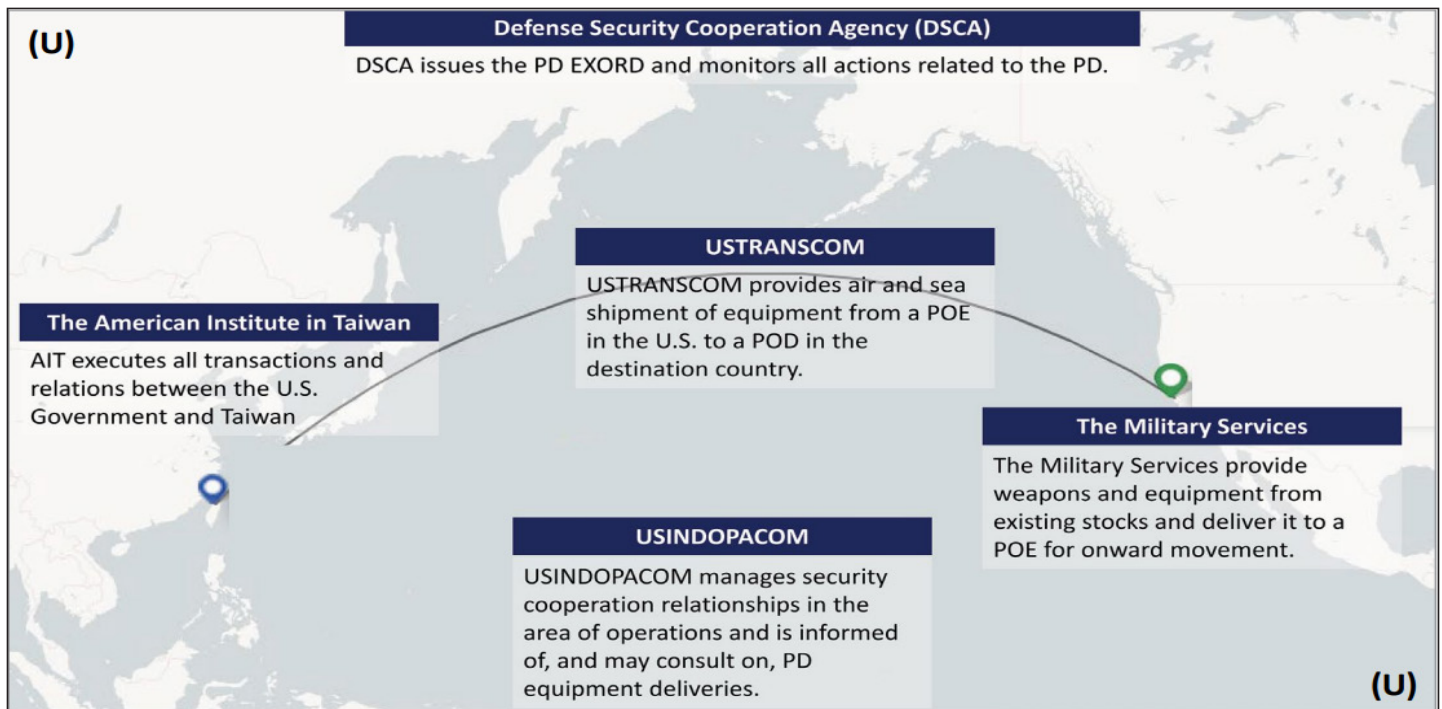 (U)
Defense Security Cooperation Agency (DSCA)
DSCA issues the PD EXORD and monitors all actions related to the PD.
USTRANSCOM
USTRANSCOM provides air and sea
shipment of equipment from a POE
in the U.S. to a POD in the
destination country.
The American Institute in Taiwan
AIT executes all transactions and
relations between the U.S.
Government and Taiwan
The Military Services
The Military Services provide
weapons and equipment from
existing stocks and deliver it to a
POE for onward movement.
USINDOPACOM
USINDOPACOM manages security
cooperation relationships in the
area of operations and is informed
of, and may consult on, PD
equipment deliveries.
(U)